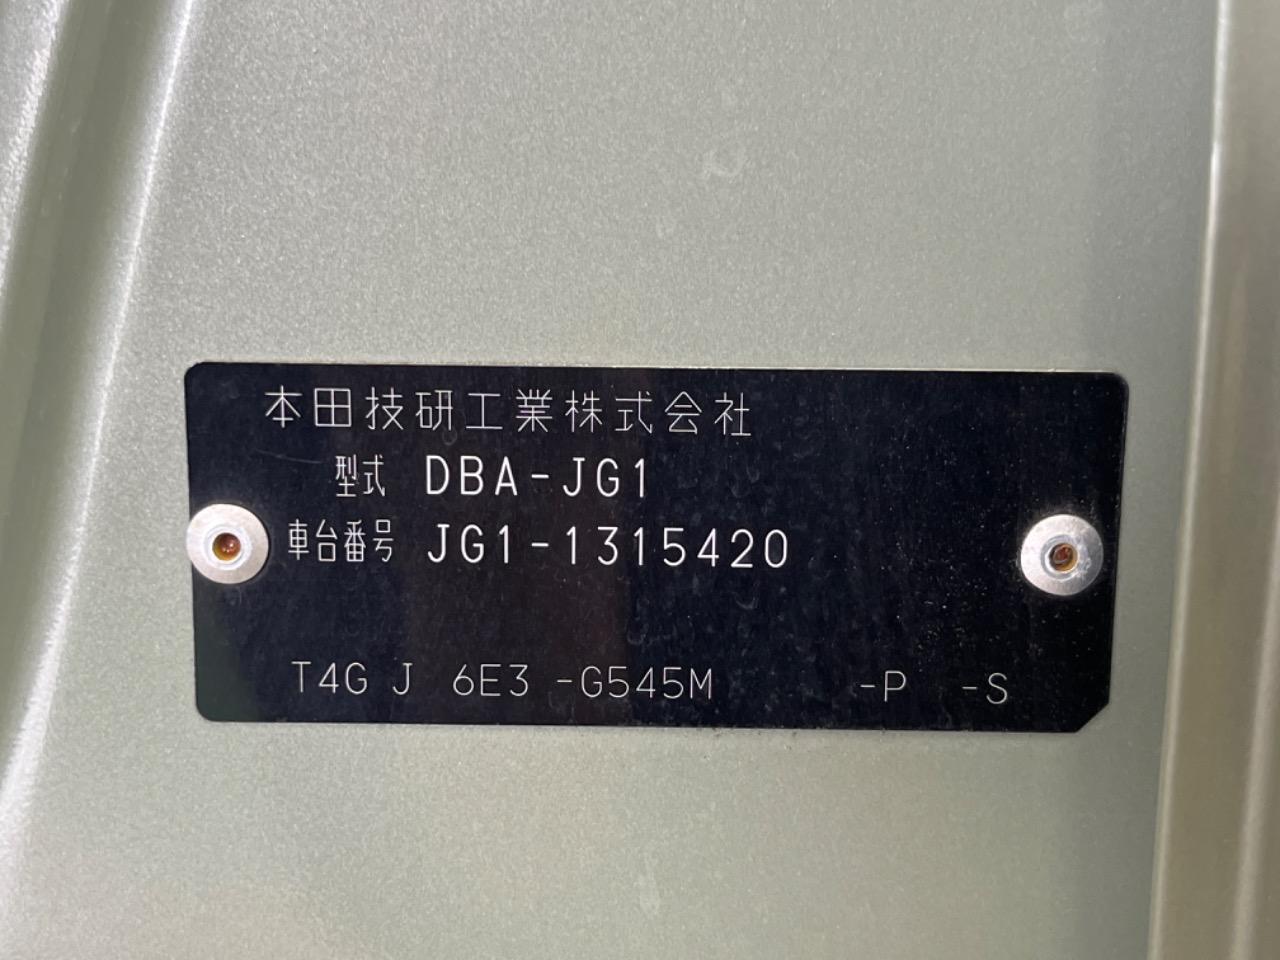 本田技研工業株式会社
型式 DBA-JG1
車台番号 JG1-1315420
T4G J 6E3 -G545M -P -S